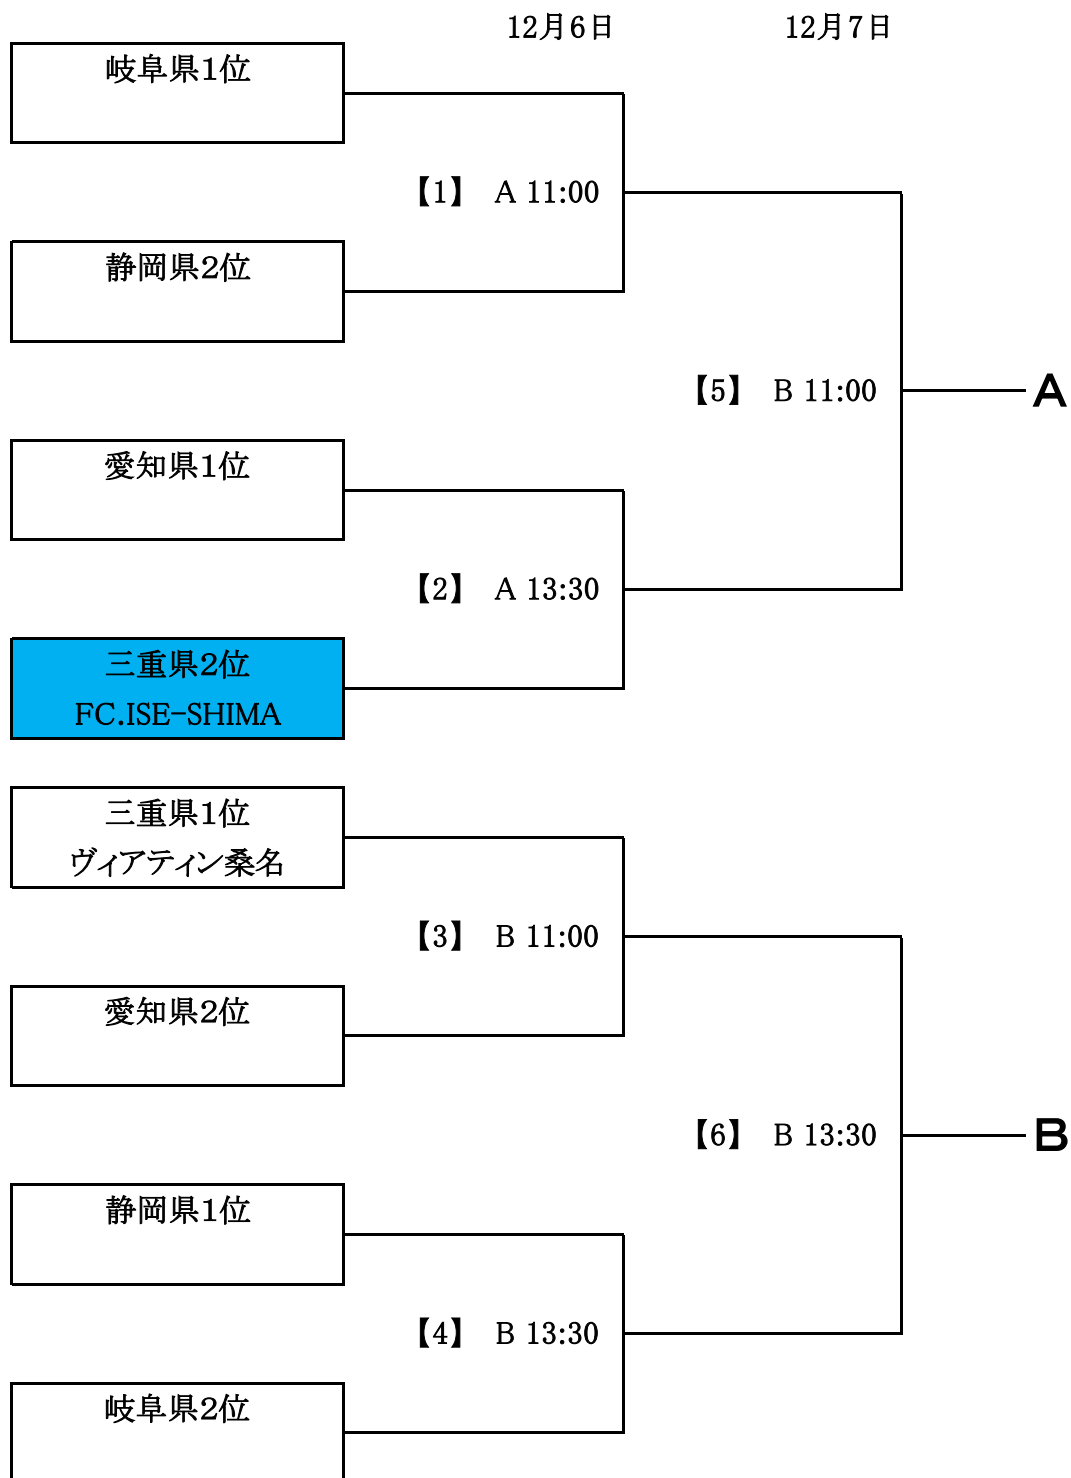 12月6日 12月7日
岐阜県1位
【1】 A 11:00
静岡県2位
【5】 B 11:00 A
愛知県1位
【2】 A 13:30
三重県2位
FC.ISE-SHIMA
三重県1位
ヴィアティン桑名
【3】 B 11:00
愛知県2位
【6】 B 13:30 B
静岡県1位
【4】 B 13:30
岐阜県2位